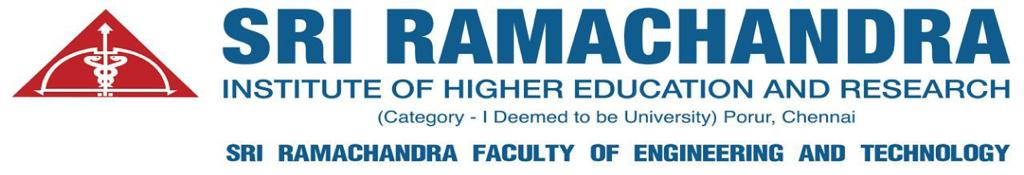 SRI RAMACHANDRA
INSTITUTE OF HIGHER EDUCATION AND RESEARCH
(Category - I Deemed to be University) Porur, Chennai
SRI RAMACHANDRA FACULTY OF ENGINEERING AND TECHNOLOGY